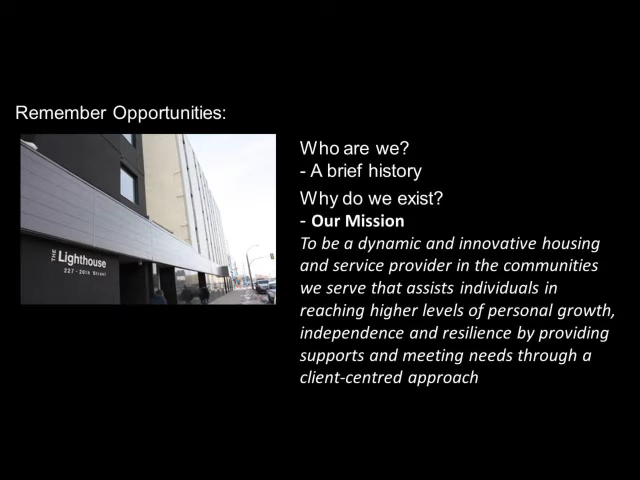 Remember Opportunities:
THE Lighthouse
227 - 20th Street
Who are we?
- A brief history
Why do we exist?
- Our Mission
To be a dynamic and innovative housing
and service provider in the communities
we serve that assists individuals in
reaching higher levels of personal growth,
independence and resilience by providing
supports and meeting needs through a
client-centred approach